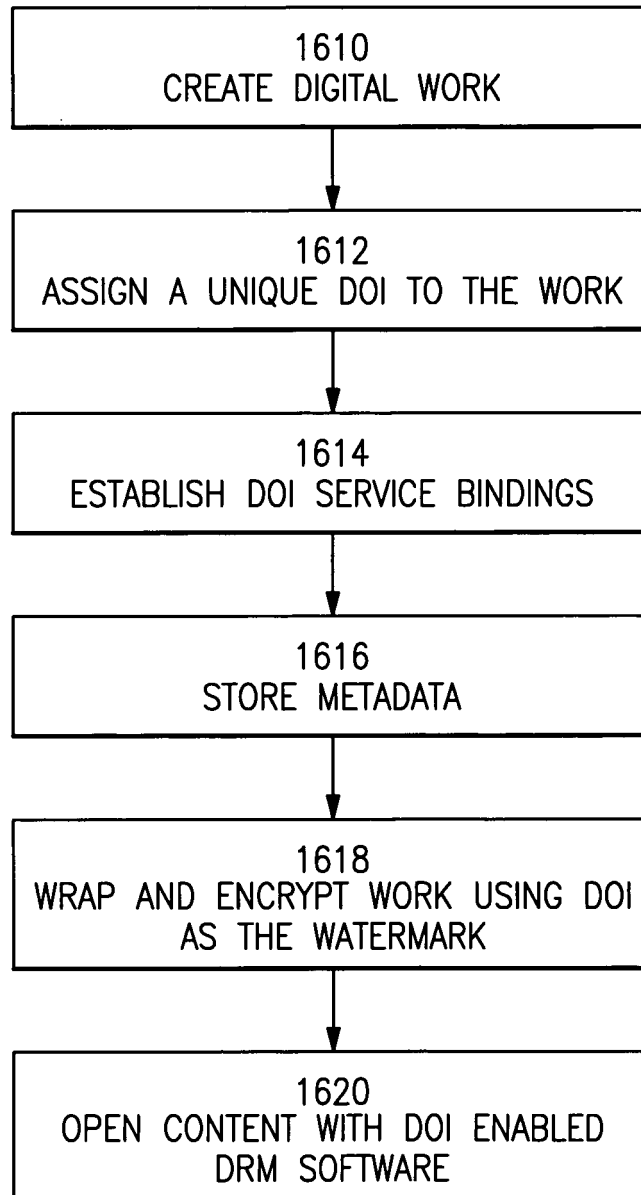 1610
CREATE DIGITAL WORK
1612
ASSIGN A UNIQUE DOI TO THE WORK
1614
ESTABLISH DOI SERVICE BINDINGS
1616
STORE METADATA
1618
WRAP AND ENCRYPT WORK USING DOI
AS THE WATERMARK
1620
OPEN CONTENT WITH DOI ENABLED
DRM SOFTWARE